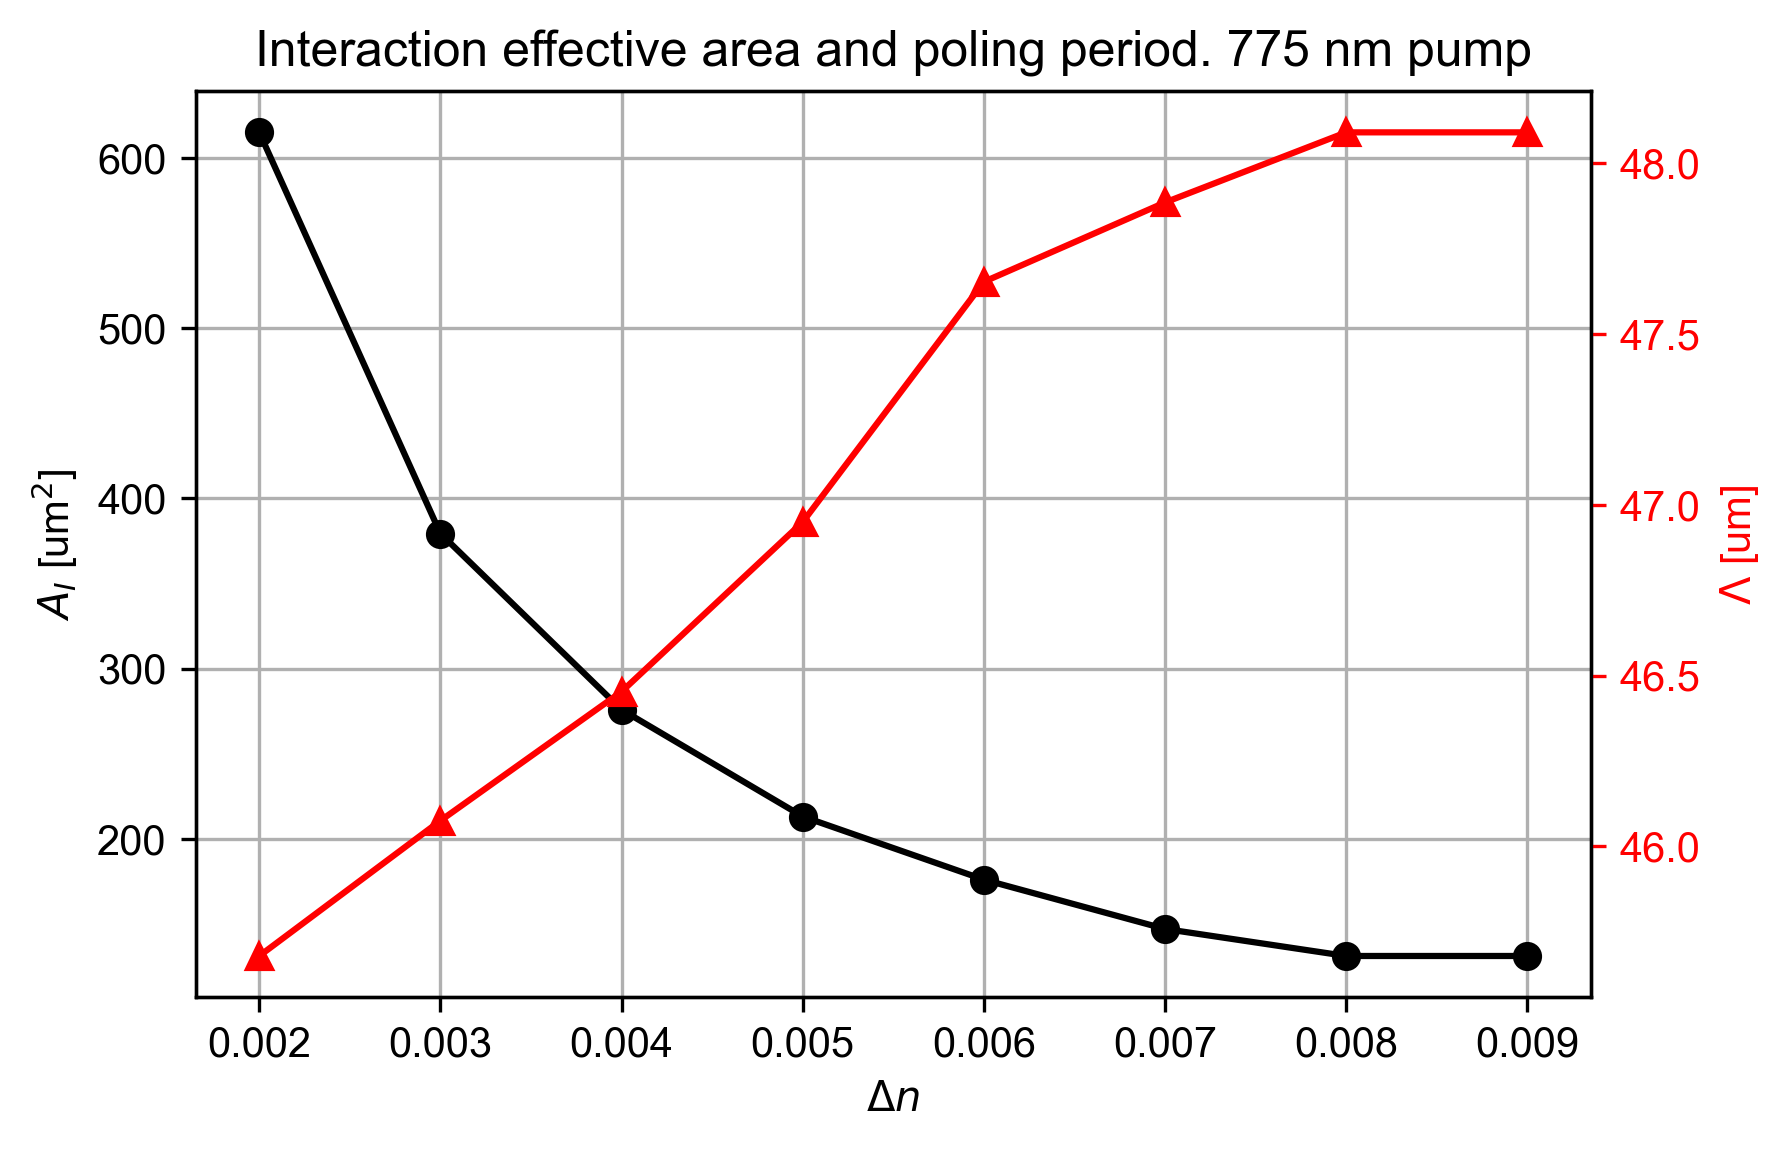 Interaction effective area and poling period. 775 nm pump
600
500
400
300
200
A_I [um²]
48.0
47.5
47.0
46.5
46.0
Λ [um]
0.002 0.003 0.004 0.005 0.006 0.007 0.008 0.009
Δn